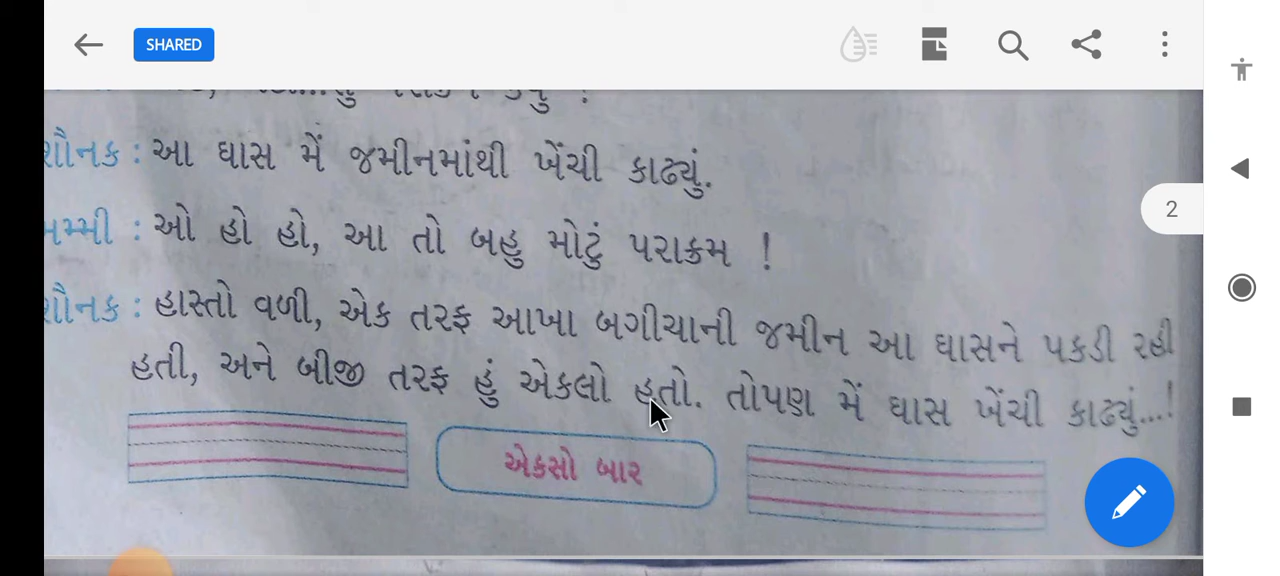 SHARED
શૌનક : આ ઘાસ મેં જમીનમાંથી ખેંચી કાઢ્યું.
2
મમ્મી : ઓ હો હો, આ તો બહુ મોટું પરાક્રમ !
શૌનક : હાસ્તો વળી, એક તરફ આખા બગીચાની જમીન આ ઘાસને પકડી રહી
હતી, અને બીજી તરફ હું એકલો હતો. તોપણ મેં ઘાસ ખેંચી કાઢ્યું...!
એકસો બાર